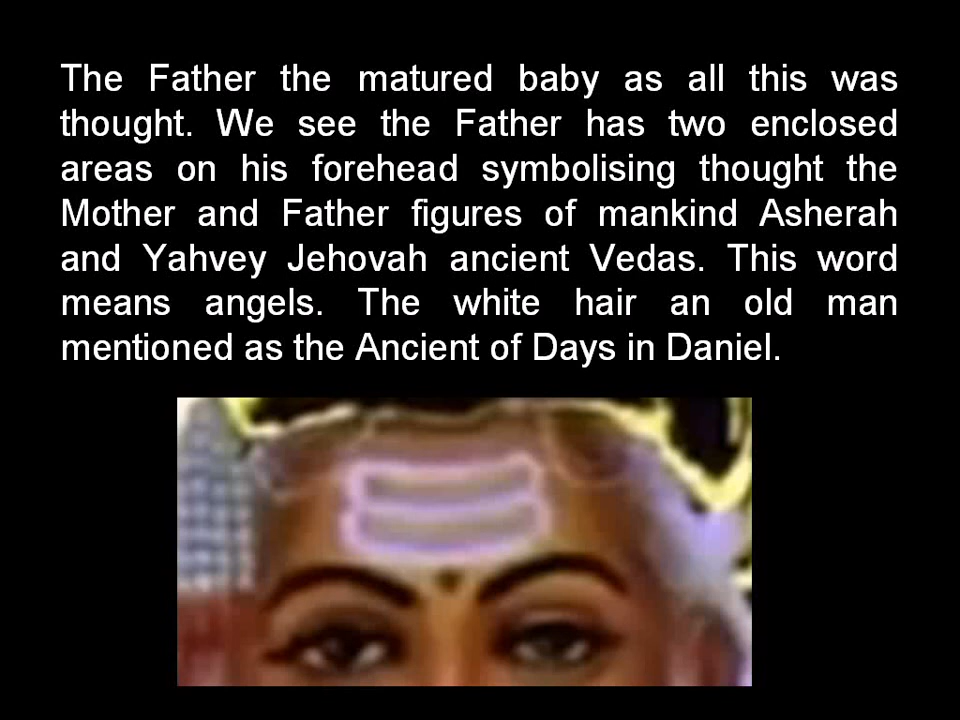 The Father the matured baby as all this was
thought. We see the Father has two enclosed
areas on his forehead symbolising thought the
Mother and Father figures of mankind Asherah
and Yahvey Jehovah ancient Vedas. This word
means angels. The white hair an old man
mentioned as the Ancient of Days in Daniel.